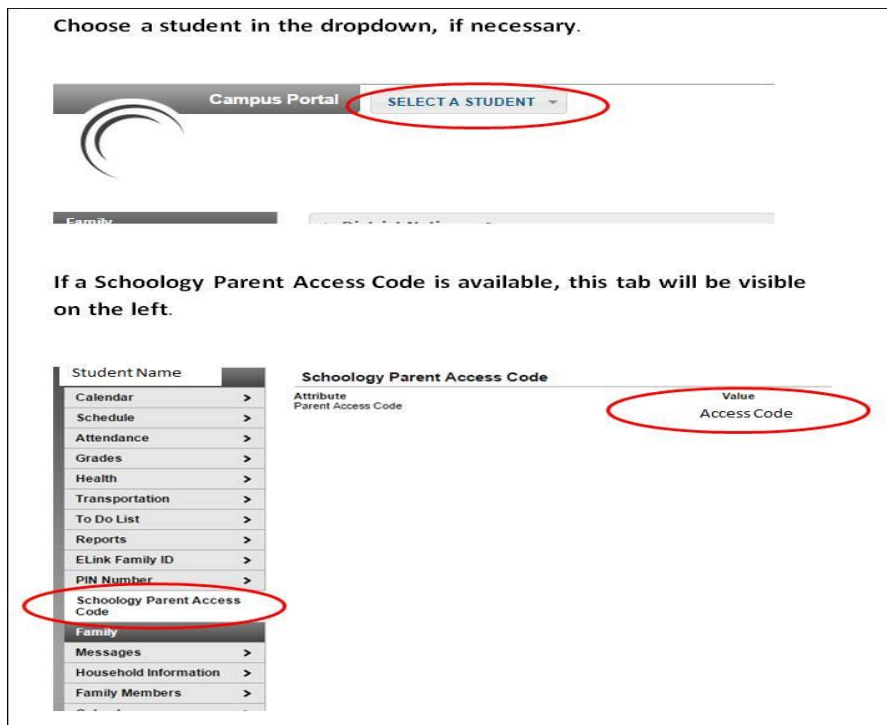 Choose a student in the dropdown, if necessary.
Campus Portal
SELECT A STUDENT
Family
If a Schoology Parent Access Code is available, this tab will be visible
on the left.
Student Name
Calendar >
Schedule >
Attendance >
Grades >
Health >
Transportation >
To Do List >
Reports >
ELink Family ID >
PIN Number >
Schoology Parent Access
Code
Family
Messages >
Household Information >
Family Members >
Schoology Parent Access Code
Attribute Value
Parent Access Code Access Code